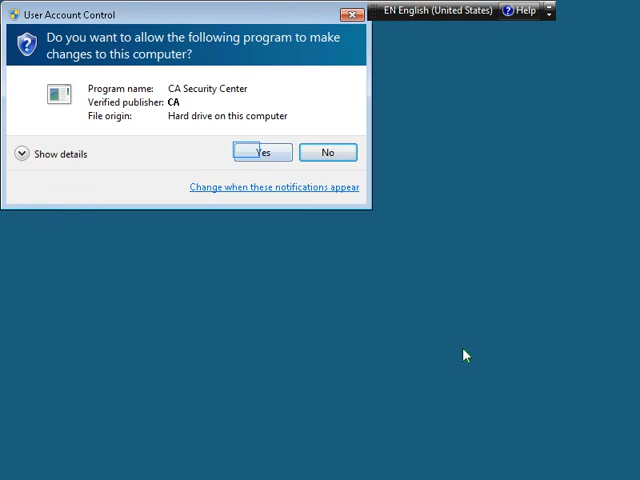 User Account Control
EN English (United States)
Help
Do you want to allow the following program to make
changes to this computer?
Program name: CA Security Center
Verified publisher: CA
File origin: Hard drive on this computer
Show details
Yes
No
Change when these notifications appear